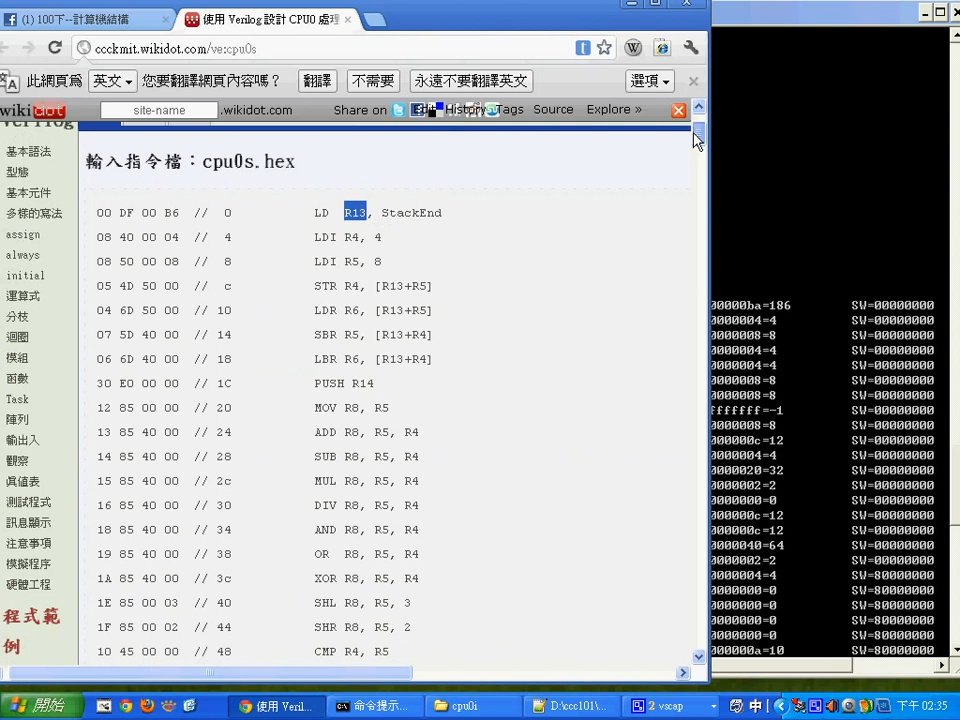 (1) 100下--計算機結構
使用 Verilog 設計 CPU0 處理
ccckmit.wikidot.com/ve:cpu0s
此網頁為 英文 您要翻譯網頁內容嗎？ 翻譯 不需要 永遠不要翻譯英文 選項
wikidot site-name .wikidot.com Share on Edit History Tags Source Explore »
verilog
基本語法
型態
基本元件
多樣的寫法
assign
always
initial
運算式
分枝
迴圈
模組
函數
Task
陣列
輸出入
觀察
真值表
測試程式
訊息顯示
注意事項
模擬程序
硬體工程
程式範
例
輸入指令檔：cpu0s.hex
00 DF 00 B6 // 0 LD R13, StackEnd
08 40 00 04 // 4 LDI R4, 4
08 50 00 08 // 8 LDI R5, 8
05 4D 50 00 // c STR R4, [R13+R5]
04 6D 50 00 // 10 LDR R6, [R13+R5]
07 5D 40 00 // 14 SBR R5, [R13+R4]
06 6D 40 00 // 18 LBR R6, [R13+R4]
30 E0 00 00 // 1C PUSH R14
12 85 00 00 // 20 MOV R8, R5
13 85 40 00 // 24 ADD R8, R5, R4
14 85 40 00 // 28 SUB R8, R5, R4
15 85 40 00 // 2c MUL R8, R5, R4
16 85 40 00 // 30 DIV R8, R5, R4
18 85 40 00 // 34 AND R8, R5, R4
19 85 40 00 // 38 OR R8, R5, R4
1A 85 40 00 // 3c XOR R8, R5, R4
1E 85 00 03 // 40 SHL R8, R5, 3
1F 85 00 02 // 44 SHR R8, R5, 2
10 45 00 00 // 48 CMP R4, R5
00000ba=186 SW=00000000
0000004=4 SW=00000000
0000008=8 SW=00000000
0000004=4 SW=00000000
0000004=4 SW=00000000
0000008=8 SW=00000000
0000008=8 SW=00000000
fffffff=-1 SW=00000000
0000008=8 SW=00000000
000000c=12 SW=00000000
0000004=4 SW=00000000
0000020=32 SW=00000000
0000002=2 SW=00000000
0000000=0 SW=00000000
000000c=12 SW=00000000
000000c=12 SW=00000000
0000040=64 SW=00000000
0000002=2 SW=00000000
0000004=4 SW=80000000
0000000=0 SW=80000000
0000000=0 SW=80000000
0000000=0 SW=80000000
0000000=0 SW=80000000
000000a=10 SW=80000000
開始 使用 Veril... 命令提示... cpu0i D:\ccc101\... 2 vscap 中 下午 02:35